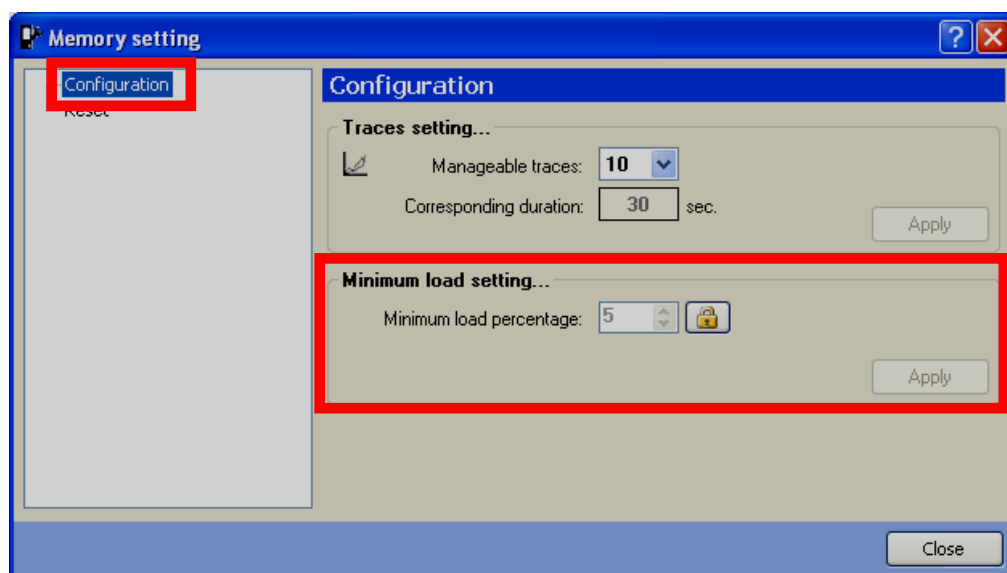 Memory setting
Configuration
Reset
Configuration
Traces setting...
Manageable traces: 10
Corresponding duration: 30 sec.
Apply
Minimum load setting...
Minimum load percentage: 5
Apply
Close